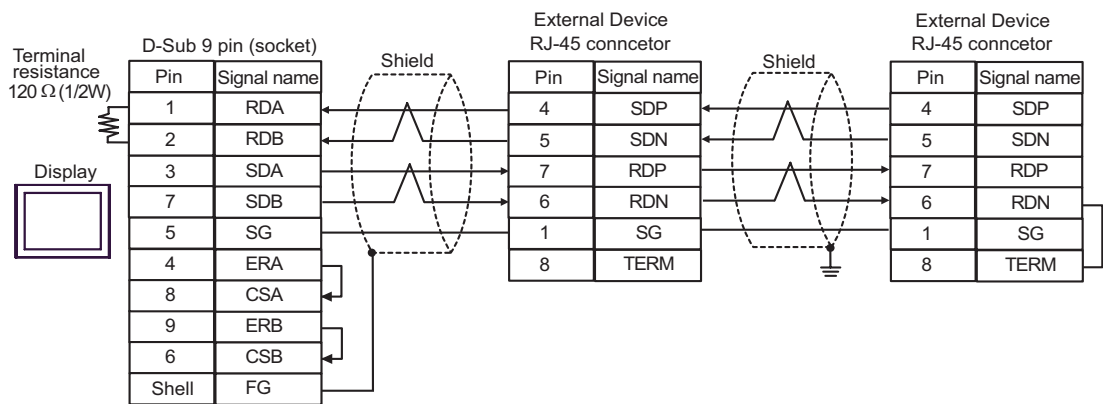 External Device
RJ-45 conncetor
External Device
RJ-45 conncetor
Terminal
resistance
120 Ω (1/2W)
D-Sub 9 pin (socket)
Shield
Shield
Display
Pin Signal name
1 RDA
2 RDB
3 SDA
7 SDB
5 SG
4 ERA
8 CSA
9 ERB
6 CSB
Shell FG
Pin Signal name
4 SDP
5 SDN
7 RDP
6 RDN
1 SG
8 TERM
Pin Signal name
4 SDP
5 SDN
7 RDP
6 RDN
1 SG
8 TERM